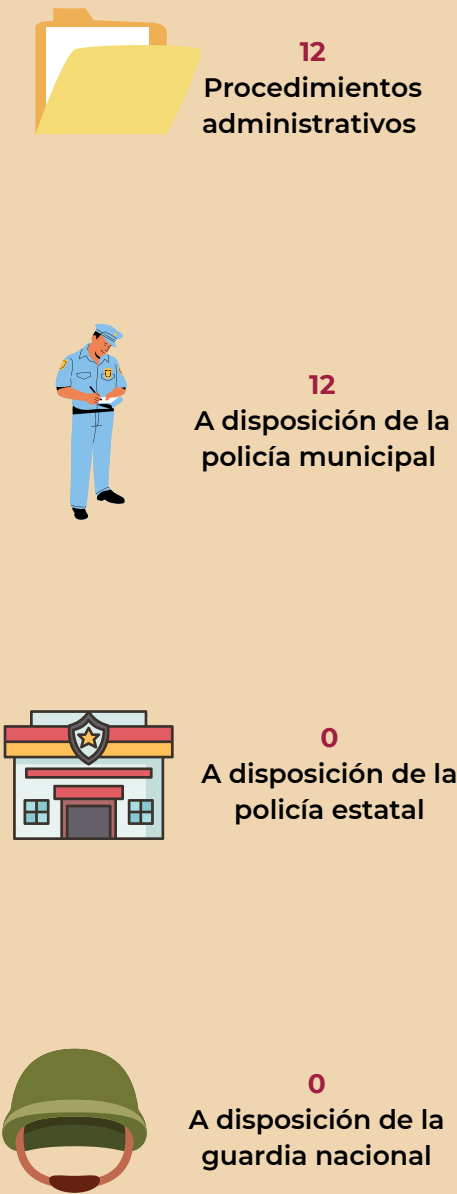 12
Procedimientos
administrativos
12
A disposición de la
policía municipal
0
A disposición de la
policía estatal
0
A disposición de la
guardia nacional